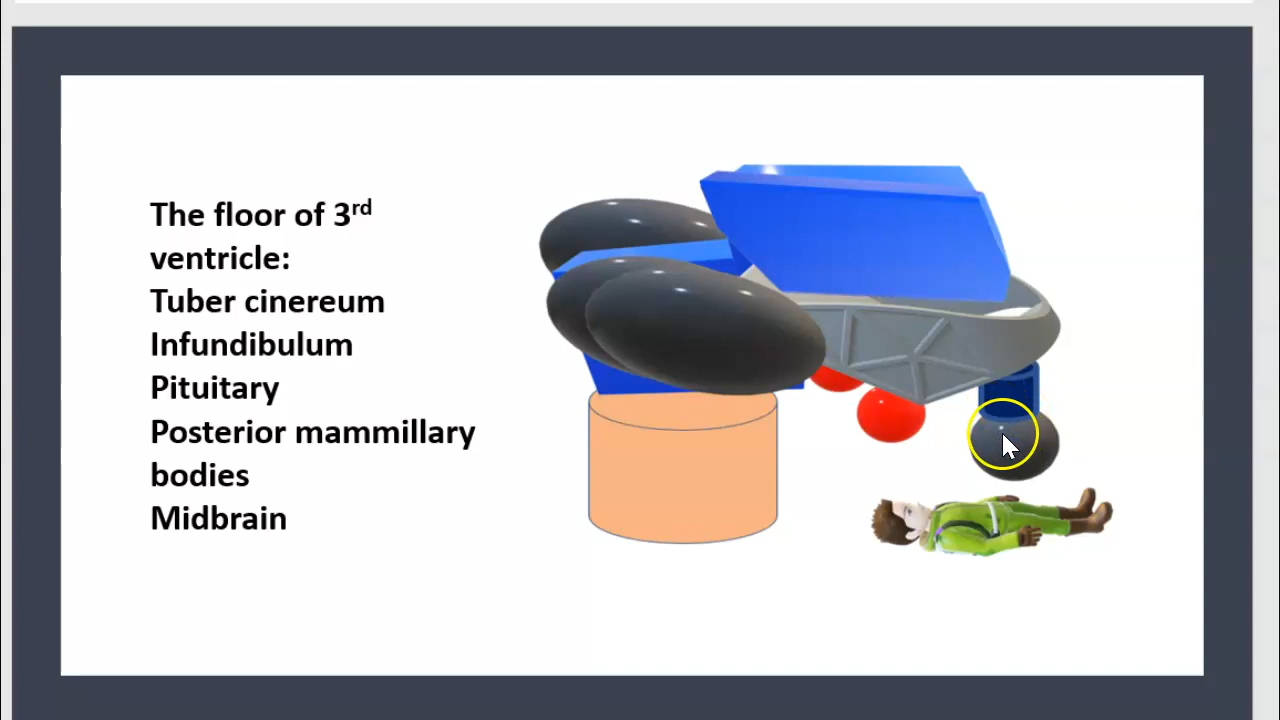 The floor of 3rd
ventricle:
Tuber cinereum
Infundibulum
Pituitary
Posterior mammillary
bodies
Midbrain